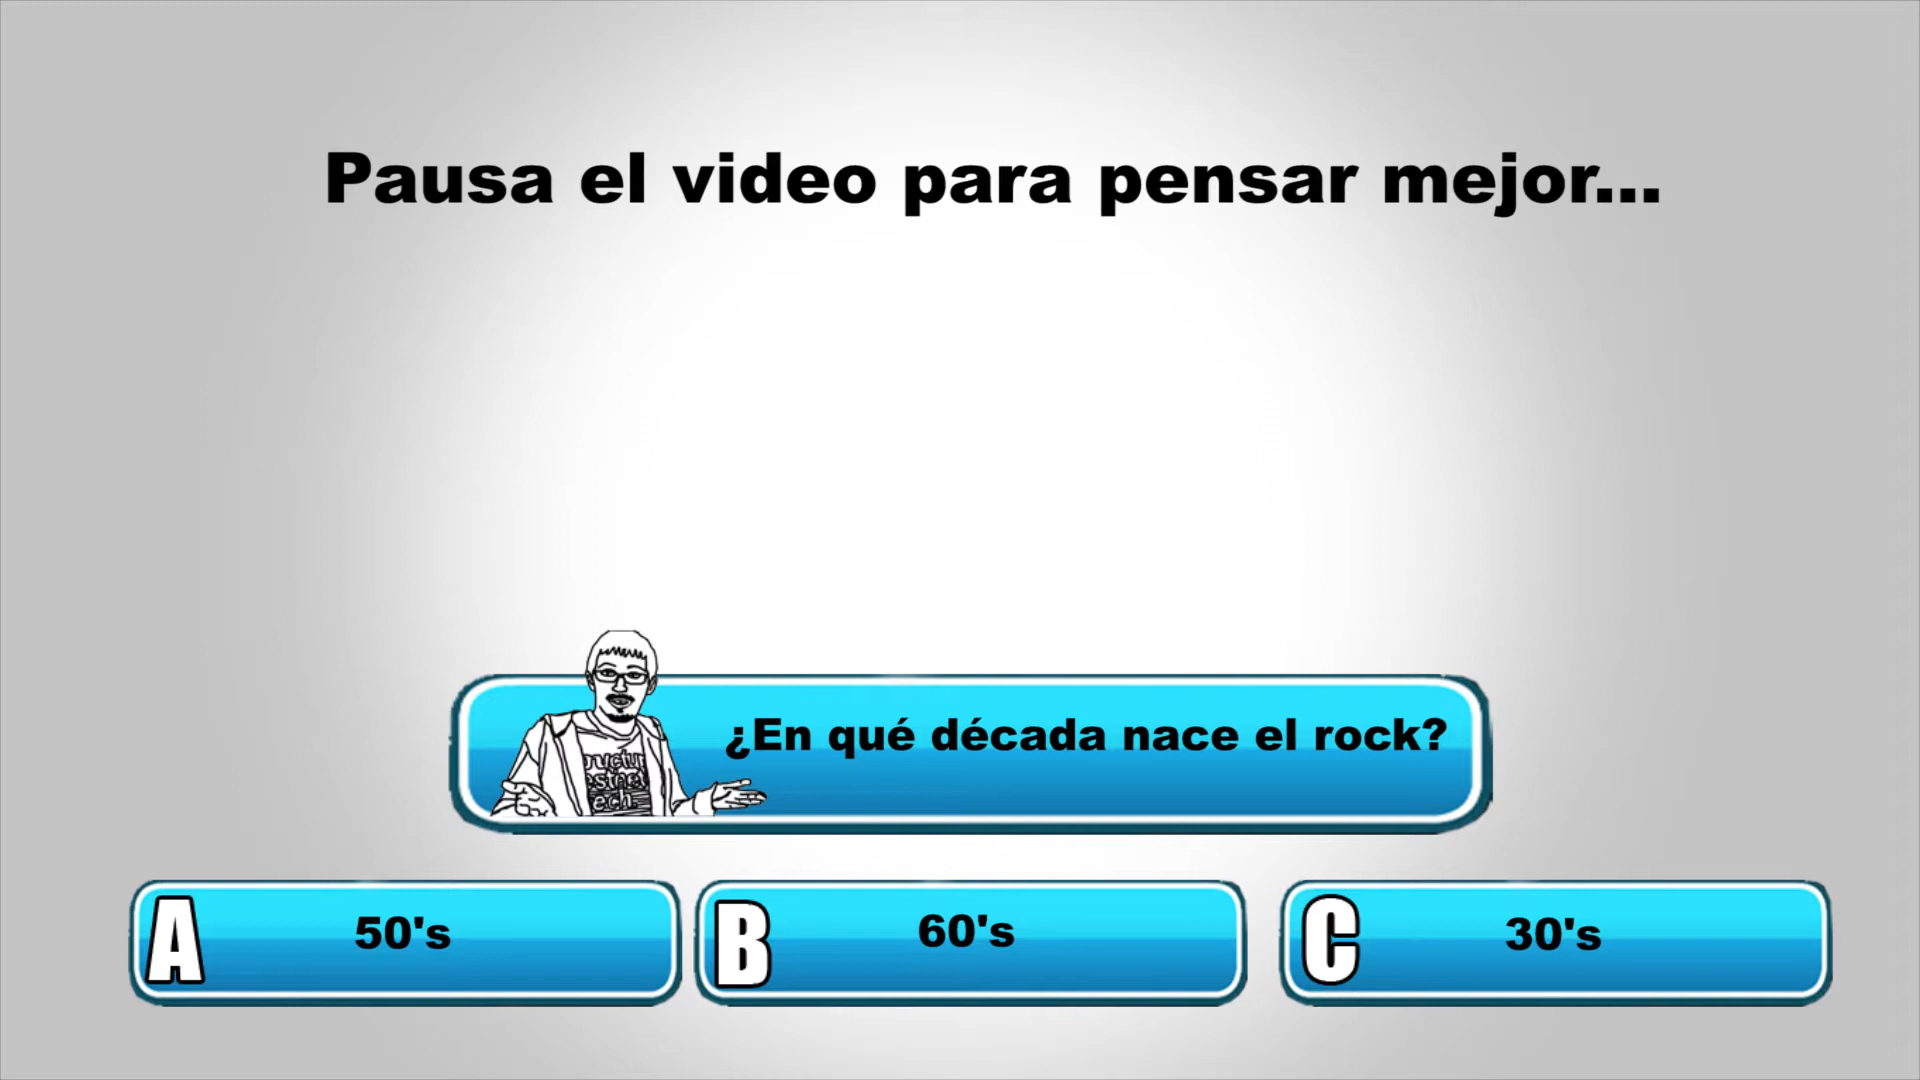 Pausa el video para pensar mejor...
¿En qué década nace el rock?
A 50's
B 60's
C 30's